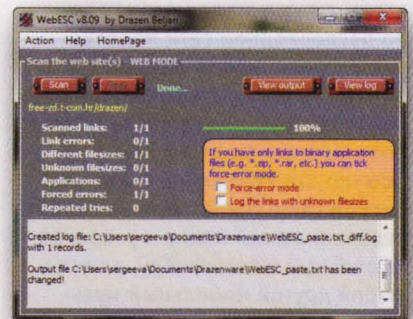 WebESC v8.09 by Drazen Beljan
Action Help HomePage
Scan the web site(s) - WEB MODE
Scan Done... View output View log
free-zd.t-com.hr/drazen/
Scanned links: 1/1 100%
Link errors: 0/1
Different filesizes: 1/1
Unknown filesizes: 0/1
Applications: 0/1
Forced errors: 1/1
Repeated tries: 0
If you have only links to binary application
files (e.g. *.zip, *.rar, etc.) you can tick
force-error mode.
Force-error mode
Log the links with unknown filesizes
Created log file: C:\Users\sergeeva\Documents\Drazenware\WebESC_paste.txt_diff.log
with 1 records.
Output file C:\Users\sergeeva\Documents\Drazenware\WebESC_paste.txt has been
changed!